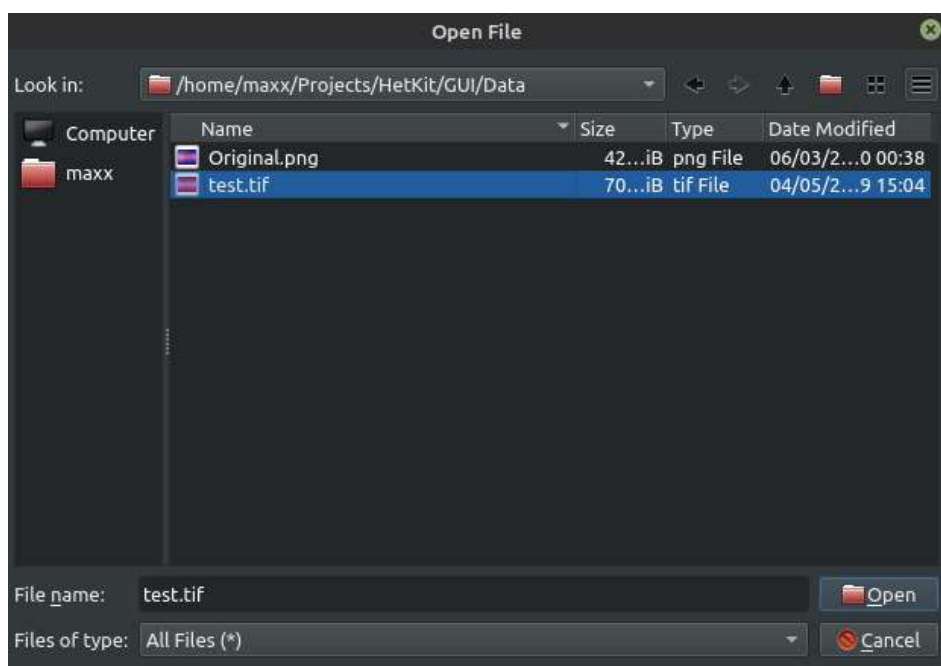 Open File
Look in: /home/maxx/Projects/HetKit/GUI/Data
Computer
maxx
Name Size Type Date Modified
Original.png 42...iB png File 06/03/2...0 00:38
test.tif 70...iB tif File 04/05/2...9 15:04
File name: test.tif Open
Files of type: All Files (*) Cancel